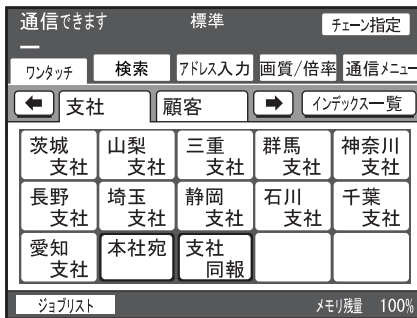 通信できます 標準 チェーン指定
ワンタッチ 検索 アドレス入力 画質/倍率 通信メニュー
支社 顧客 インデックス一覧
茨城 山梨 三重 群馬 神奈川
支社 支社 支社 支社 支社
長野 埼玉 静岡 石川 千葉
支社 支社 支社 支社 支社
愛知 本社宛 支社
支社 同報
ジョブリスト メモリ残量 100%